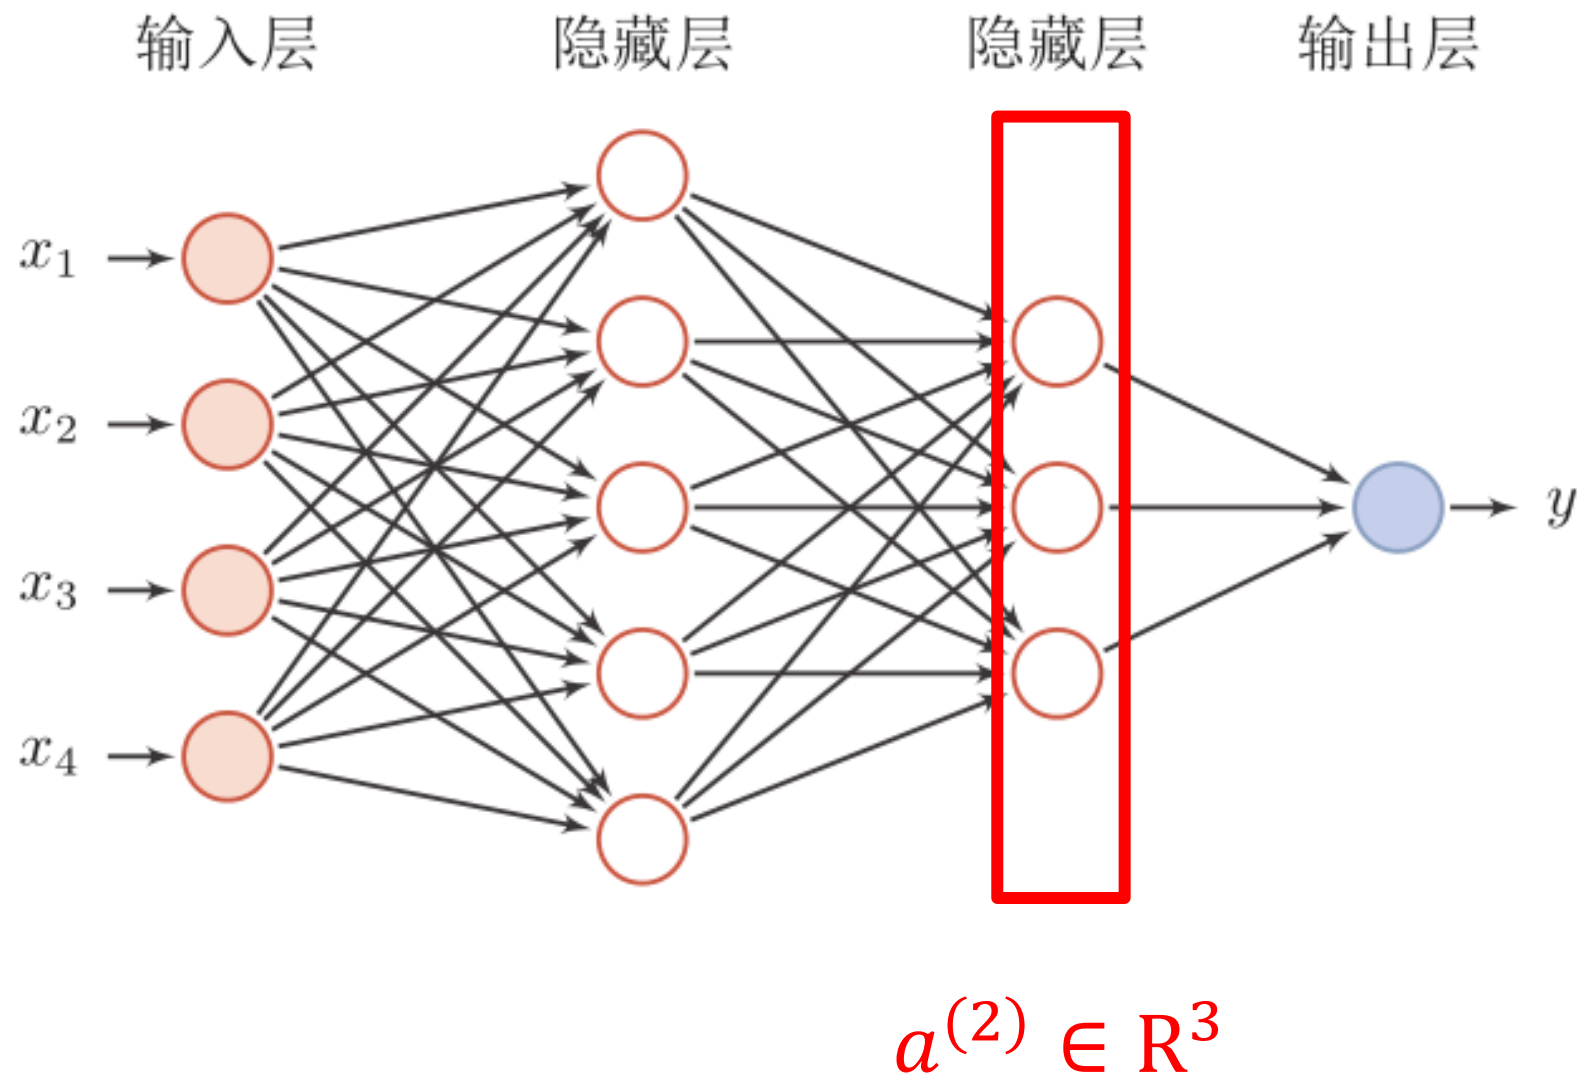 输入层 隐藏层 隐藏层 输出层
x₁
x₂
x₃
x₄
y
a⁽²⁾ ∈ R³